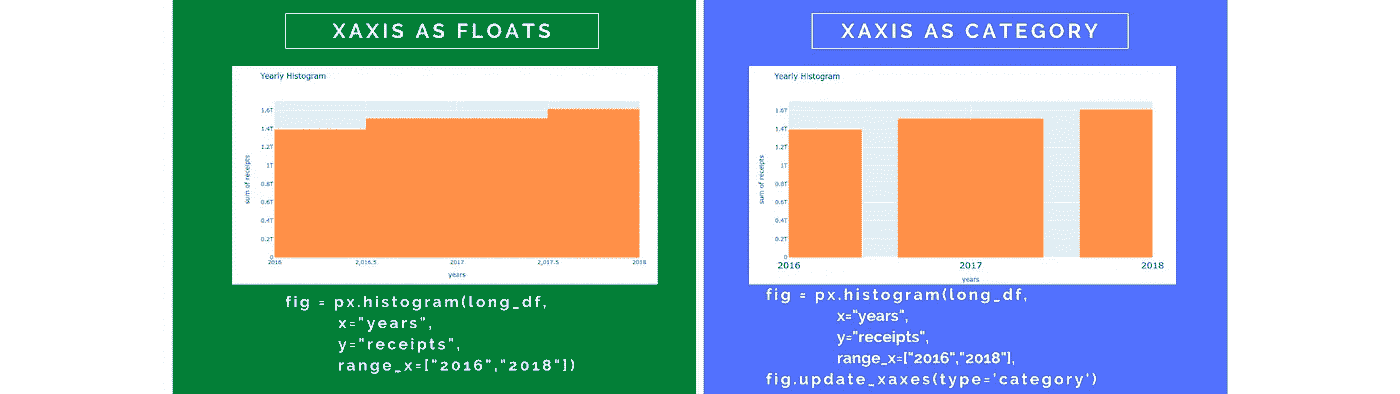 XAXIS AS FLOATS
Yearly Histogram
1.6T
1.4T
1.2T
1T
0.8T
0.6T
0.4T
0.2T
0
sum of receipts
2016
2,016.5
2017
2,017.5
2018
years
fig = px.histogram(long_df,
x="years",
y="receipts",
range_x=["2016","2018"])
XAXIS AS CATEGORY
Yearly Histogram
1.6T
1.4T
1.2T
1T
0.8T
0.6T
0.4T
0.2T
0
sum of receipts
2016
2017
2018
years
fig = px.histogram(long_df,
x="years",
y="receipts",
range_x=["2016","2018"],
fig.update_xaxes(type='category')